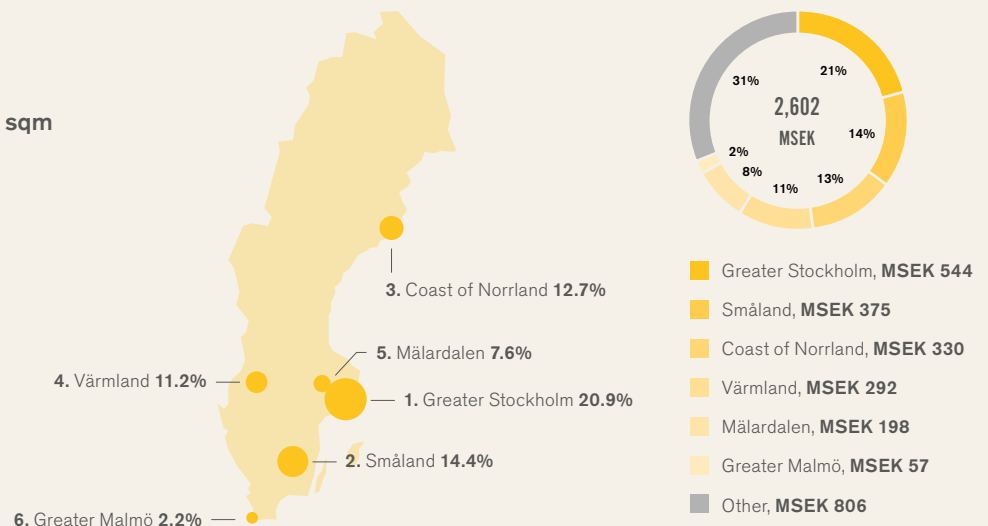 sqm
3. Coast of Norrland 12.7%
5. Mälardalen 7.6%
4. Värmland 11.2%
1. Greater Stockholm 20.9%
2. Småland 14.4%
6. Greater Malmö 2.2%
31%
21%
2,602
MSEK
14%
2%
8%
13%
11%
Greater Stockholm, MSEK 544
Småland, MSEK 375
Coast of Norrland, MSEK 330
Värmland, MSEK 292
Mälardalen, MSEK 198
Greater Malmö, MSEK 57
Other, MSEK 806